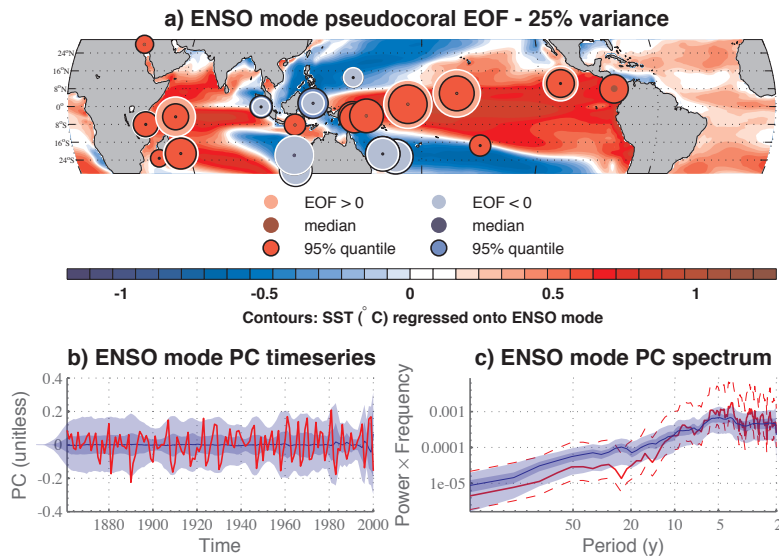 a) ENSO mode pseudocoral EOF - 25% variance
24°N
16°N
8°N
0°
8°S
16°S
24°S
EOF > 0
EOF < 0
median
median
95% quantile
95% quantile
-1 -0.5 0 0.5 1
Contours: SST (°C) regressed onto ENSO mode
b) ENSO mode PC timeseries
PC (unitless)
0.4
0.2
0
-0.2
-0.4
1880 1900 1920 1940 1960 1980 2000
Time
c) ENSO mode PC spectrum
Power × Frequency
0.001
0.0001
1e-05
50 20 10 5 2
Period (y)